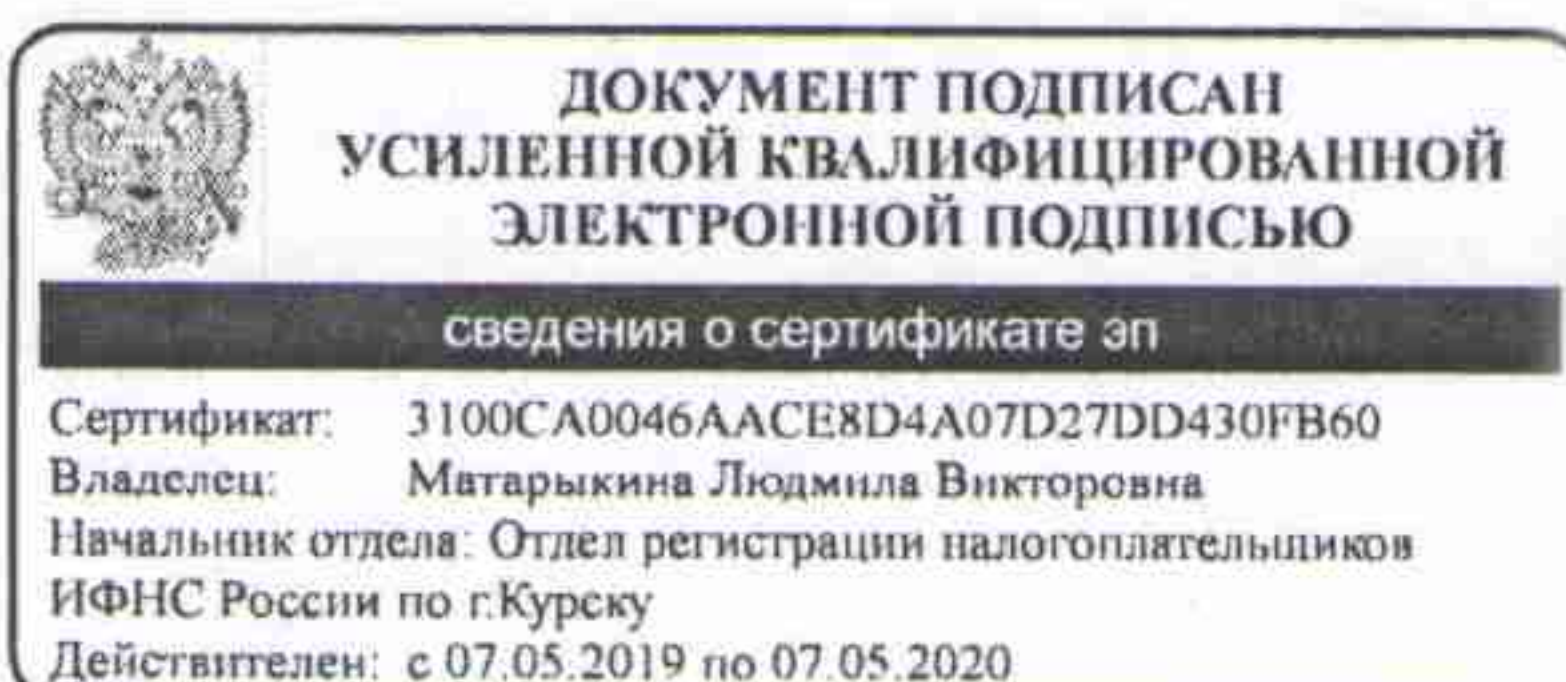 ДОКУМЕНТ ПОДПИСАН
УСИЛЕННОЙ КВАЛИФИЦИРОВАННОЙ
ЭЛЕКТРОННОЙ ПОДПИСЬЮ
сведения о сертификате эп
Сертификат: 3100CA0046AACE8D4A07D27DD430FB60
Владелец: Матарыкина Людмила Викторовна
Начальник отдела: Отдел регистрации налогоплательщиков
ИФНС России по г.Курску
Действителен: с 07.05.2019 по 07.05.2020